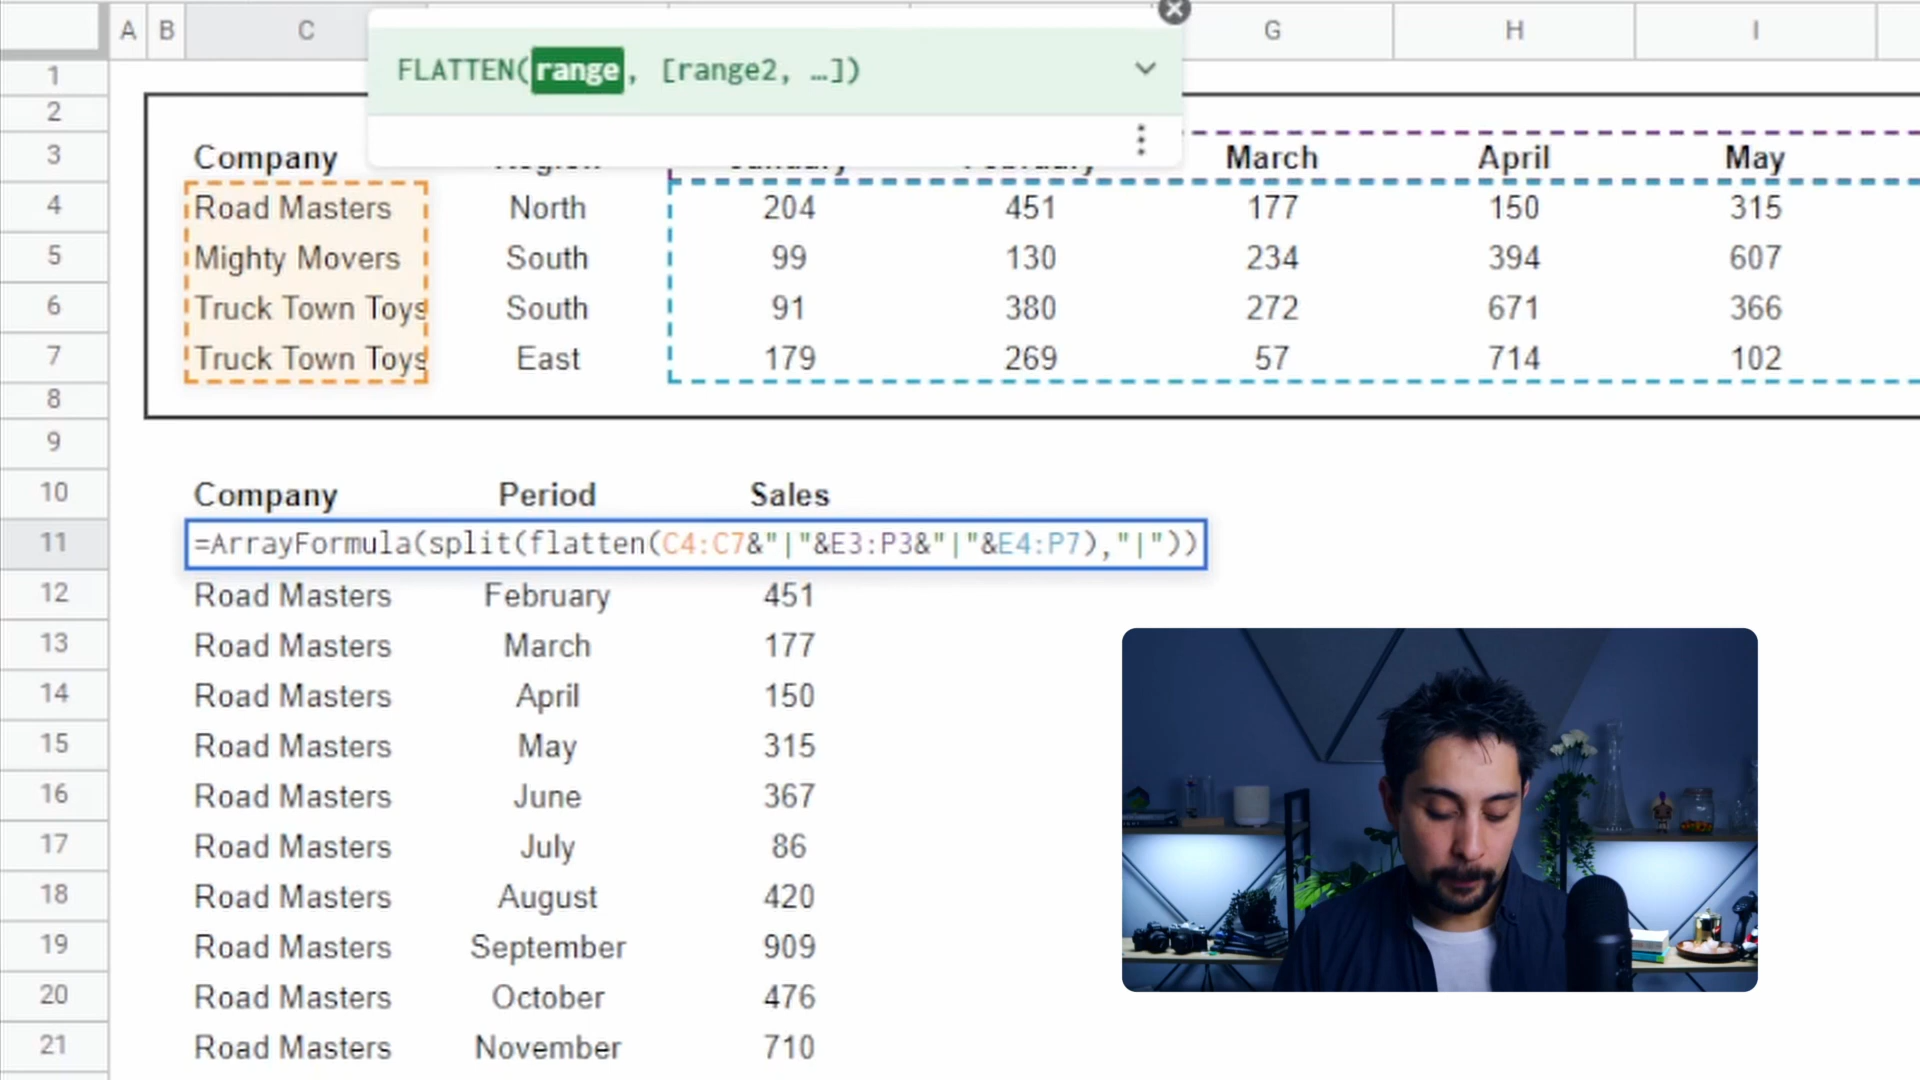 A B C G H I
FLATTEN(range, [range2, …])
1
2
3 Company March April May
4 Road Masters North 204 451 177 150 315
5 Mighty Movers South 99 130 234 394 607
6 Truck Town Toys South 91 380 272 671 366
7 Truck Town Toys East 179 269 57 714 102
8
9
10 Company Period Sales
11 =ArrayFormula(split(flatten(C4:C7&"|"&E3:P3&"|"&E4:P7),"|"))
12 Road Masters February 451
13 Road Masters March 177
14 Road Masters April 150
15 Road Masters May 315
16 Road Masters June 367
17 Road Masters July 86
18 Road Masters August 420
19 Road Masters September 909
20 Road Masters October 476
21 Road Masters November 710